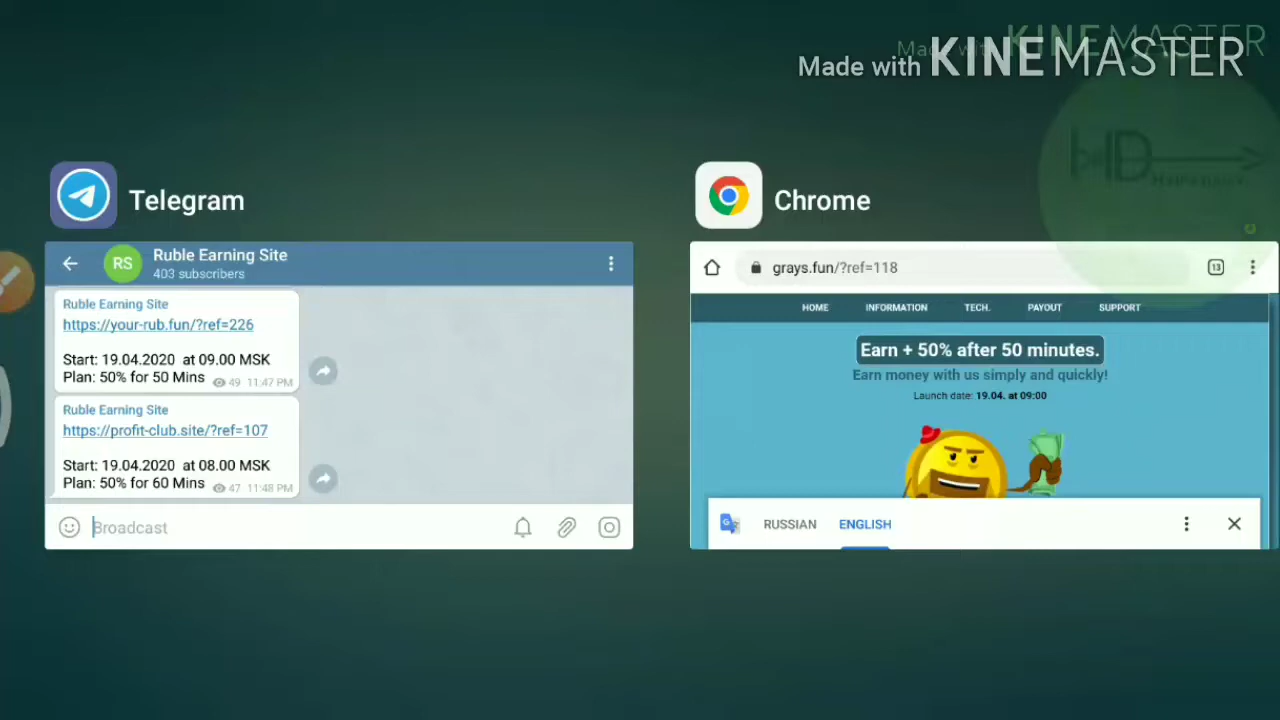 Made with KINEMASTER
Telegram
RS
Ruble Earning Site
403 subscribers
Ruble Earning Site
https://your-rub.fun/?ref=226
Start: 19.04.2020 at 09.00 MSK
Plan: 50% for 50 Mins
49 11:47 PM
Ruble Earning Site
https://profit-club.site/?ref=107
Start: 19.04.2020 at 08.00 MSK
Plan: 50% for 60 Mins
47 11:48 PM
Broadcast
Chrome
grays.fun/?ref=118
13
HOME INFORMATION TECH. PAYOUT SUPPORT
Earn + 50% after 50 minutes.
Earn money with us simply and quickly!
Launch date: 19.04. at 09:00
RUSSIAN ENGLISH